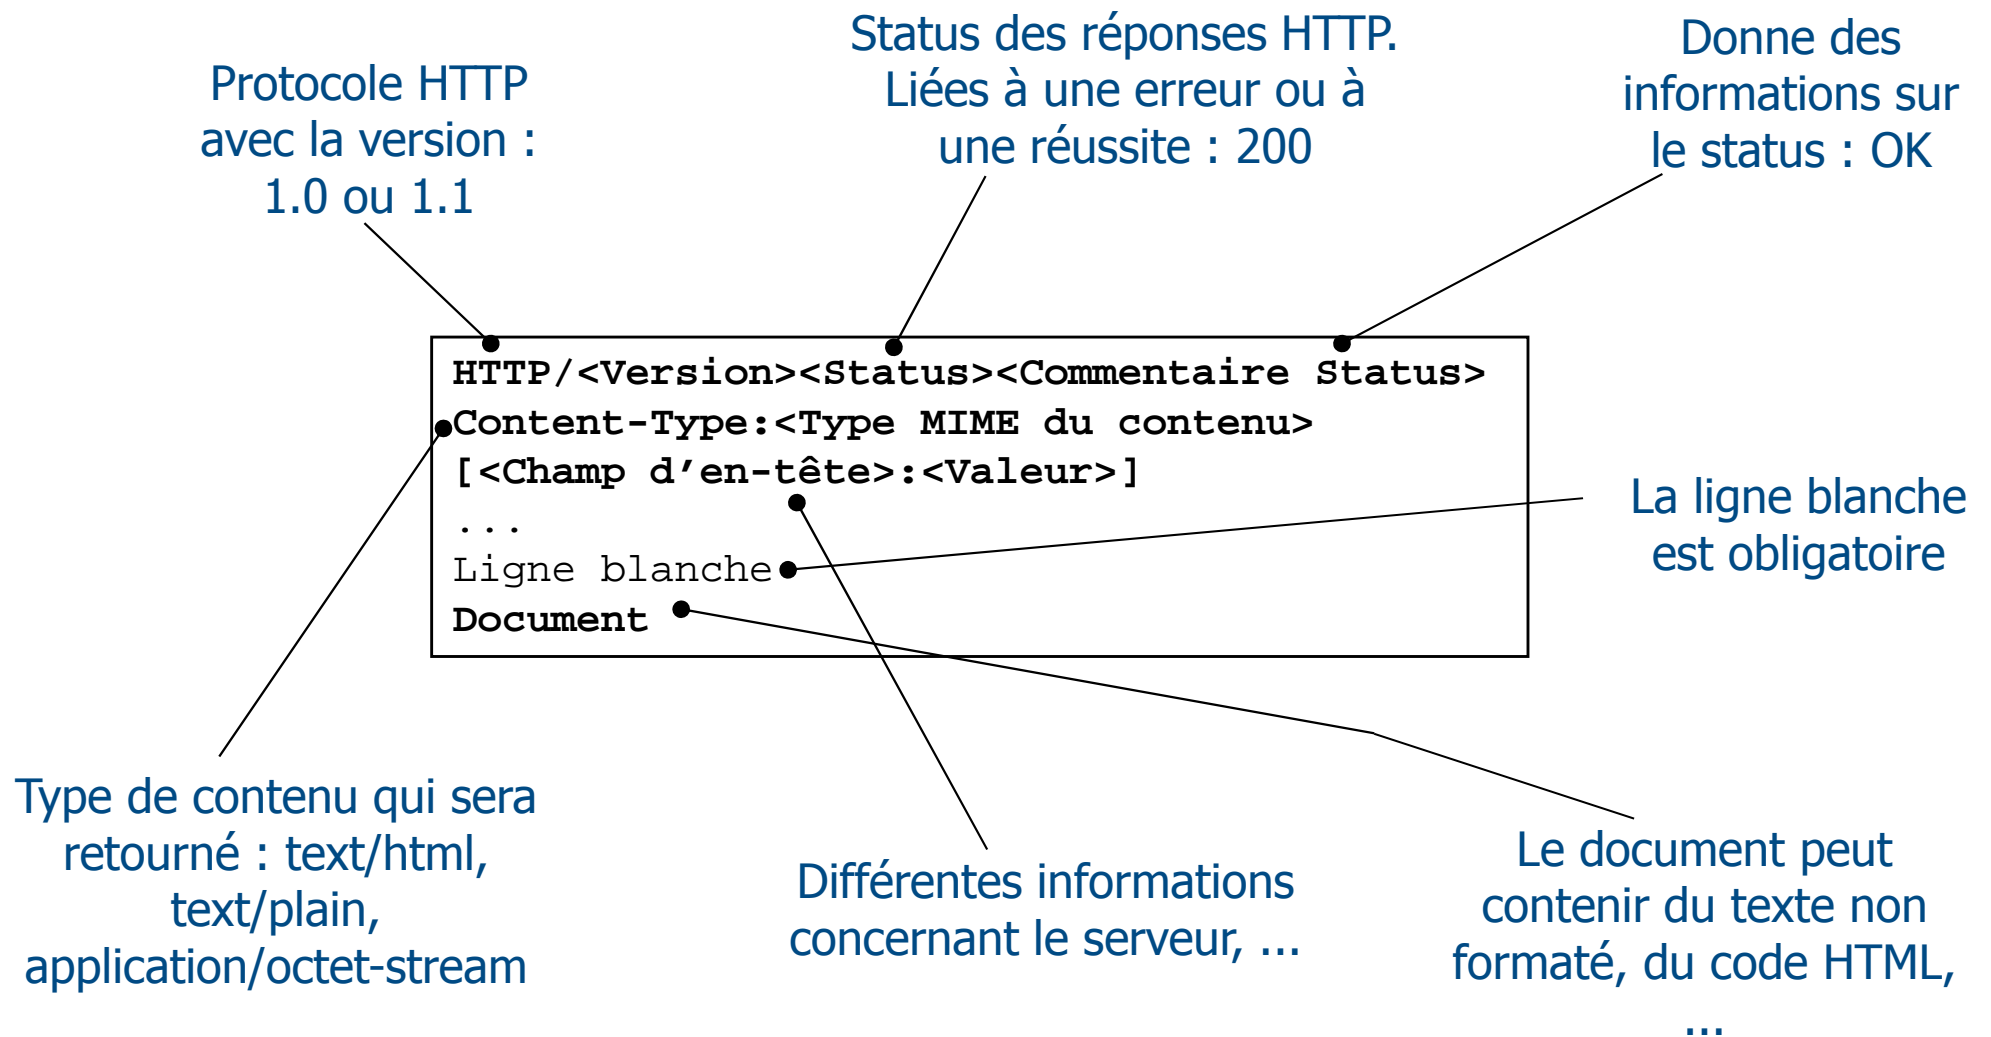 Protocole HTTP
avec la version :
1.0 ou 1.1
Status des réponses HTTP.
Liées à une erreur ou à
une réussite : 200
Donne des
informations sur
le status : OK
HTTP/<Version><Status><Commentaire Status>
Content-Type:<Type MIME du contenu>
[<Champ d’en-tête>:<Valeur>]
...
Ligne blanche
Document
La ligne blanche
est obligatoire
Type de contenu qui sera
retourné : text/html,
text/plain,
application/octet-stream
Différentes informations
concernant le serveur, ...
Le document peut
contenir du texte non
formaté, du code HTML,
...